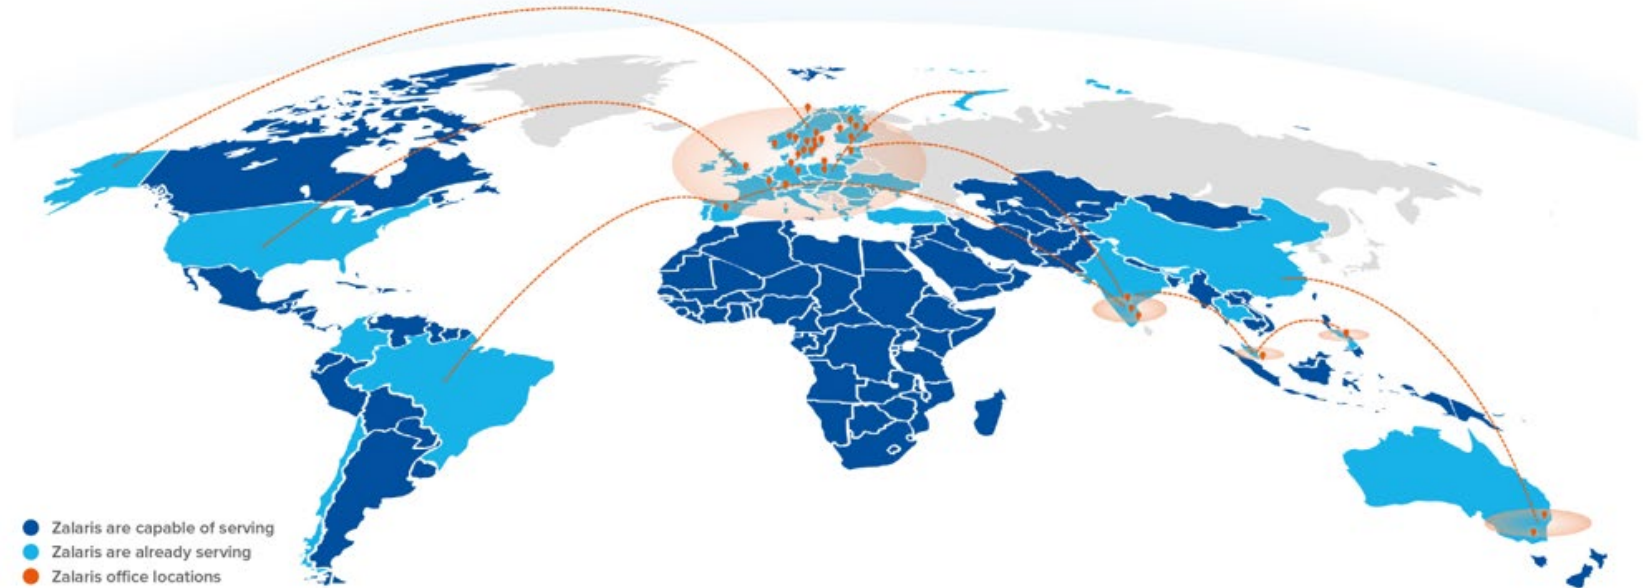 Zalaris are capable of serving
Zalaris are already serving
Zalaris office locations